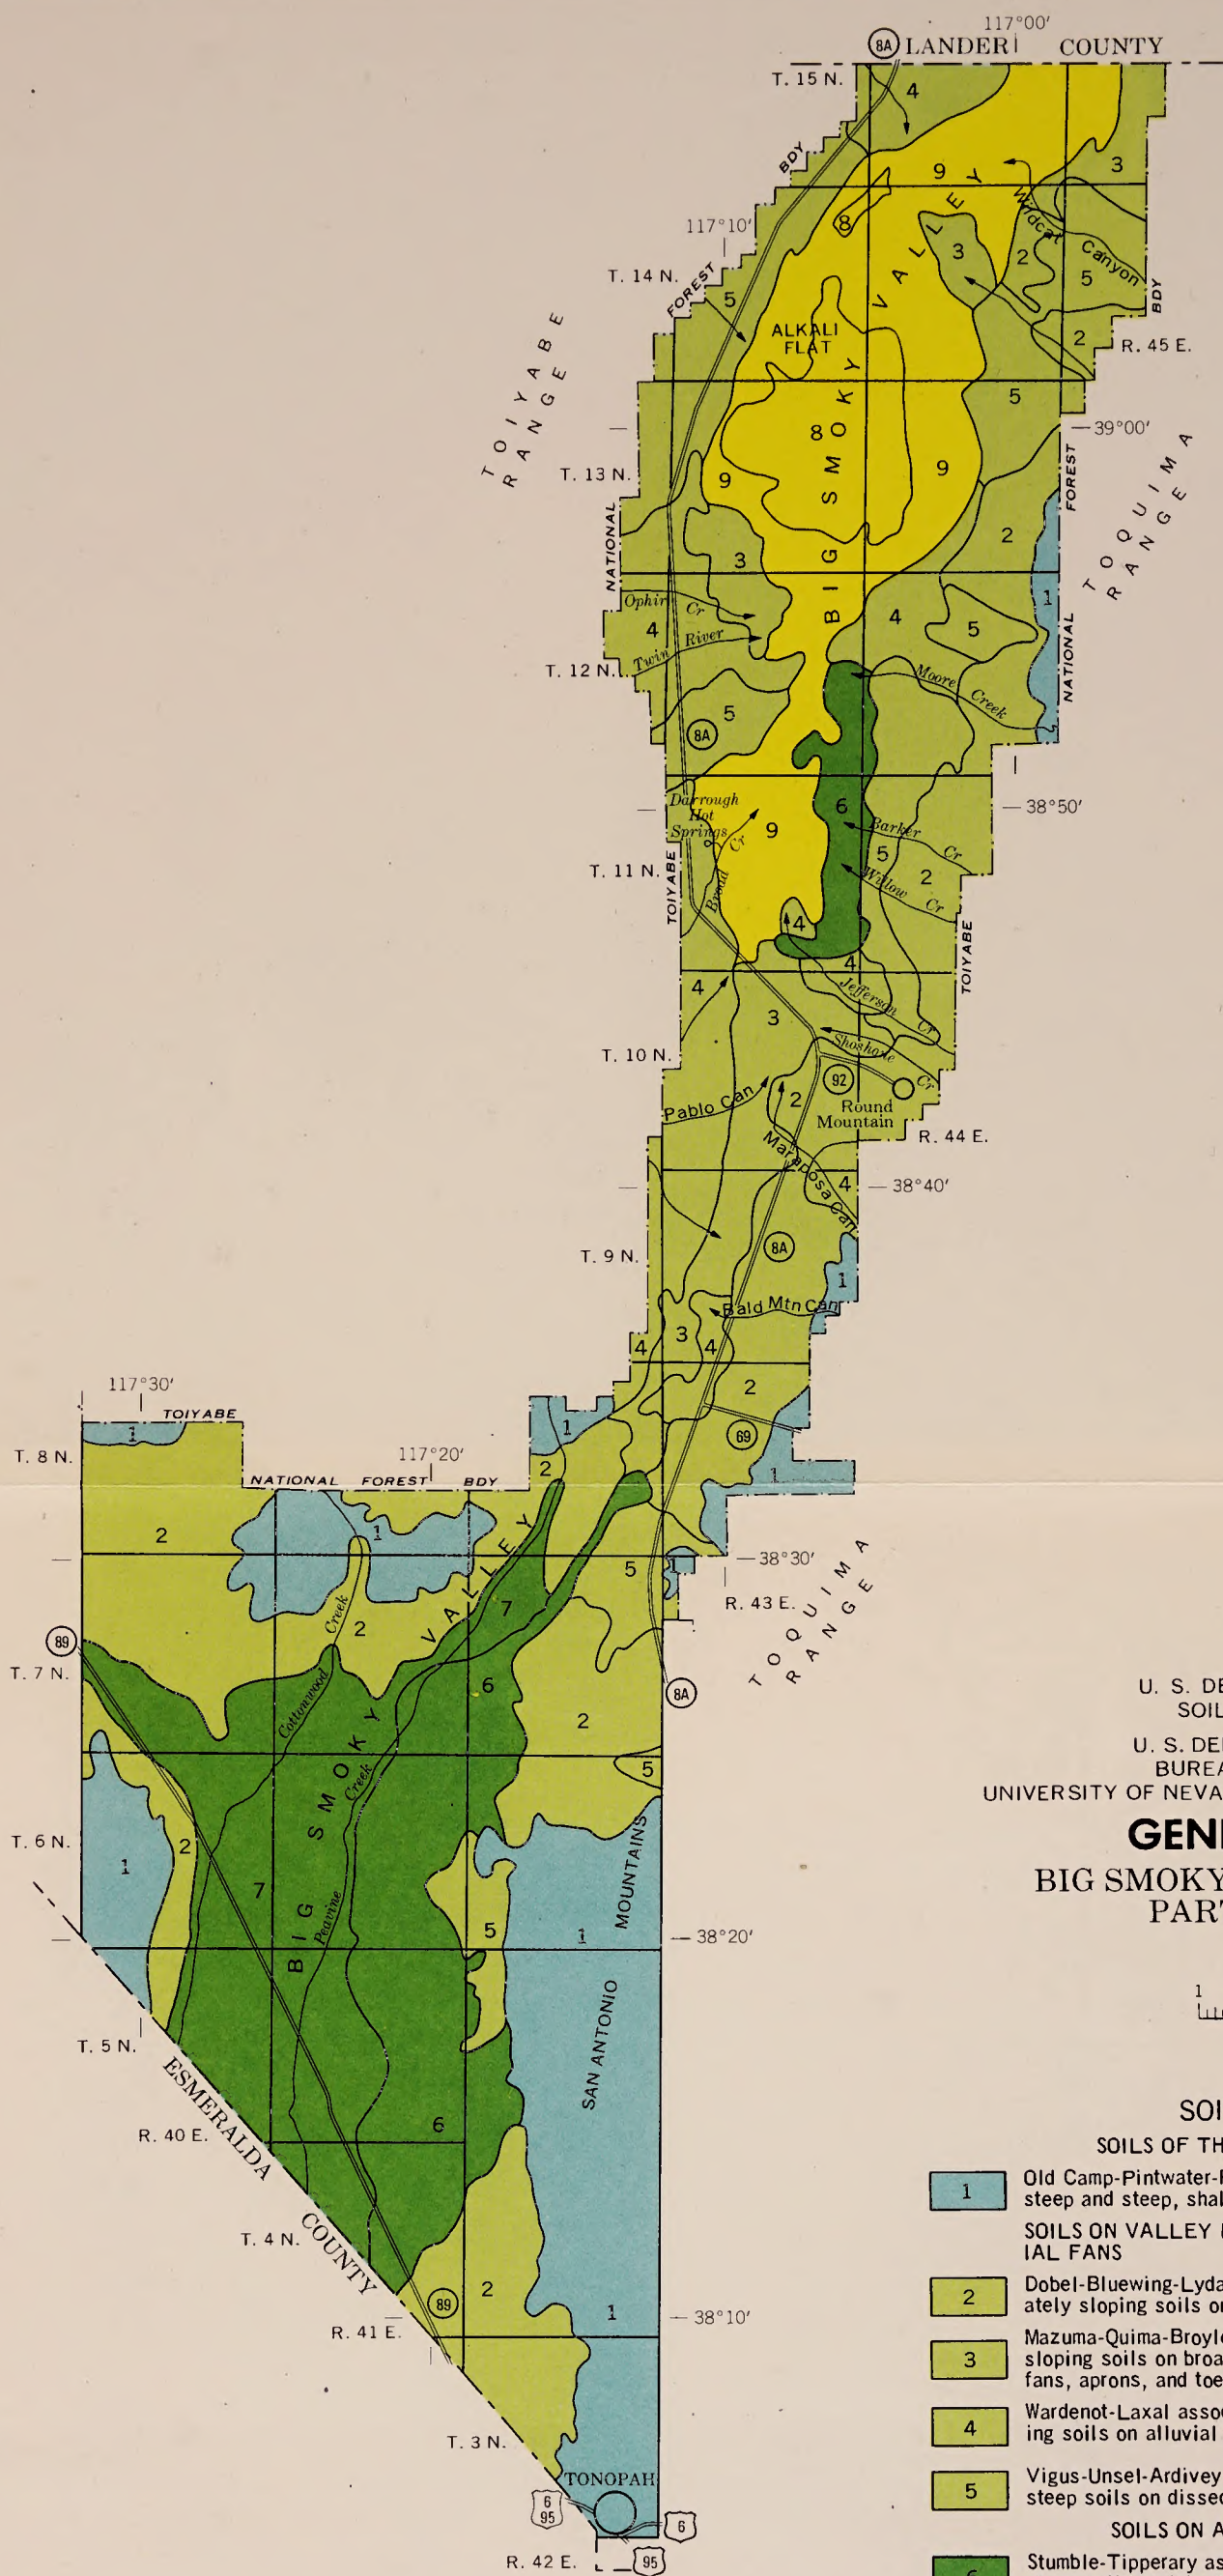 117°00'
8A LANDER COUNTY
T. 15 N.
4
BDY
3
9
117°10'
8
Wildcat
Canyon
3
2
5
T. 14 N.
FOREST
5
BDY
ALKALI
FLAT
2
R. 45 E.
TOIYABE
RANGE
5
39°00'
8
BIG SMOKY VALLEY
9
9
T. 13 N.
FOREST
TOQUIMA
RANGE
NATIONAL
2
3
1
Ophir Cr
4
4
5
Twin River
NATIONAL
T. 12 N.
Moore Creek
5
8A
Darrough
Hot
Springs
6
38°50'
9
Barker Cr
5
T. 11 N.
Broad Cr
Willow Cr
2
TOIYABE
4
TOIYABE
4
4
Jefferson Cr
3
Shoshone Cr
T. 10 N.
92
Pablo Can
2
Round
Mountain
R. 44 E.
Mariposa Can
4
38°40'
8A
T. 9 N.
1
Bald Mtn Can
3
4
4
117°30'
2
TOIYABE
1
1
69
T. 8 N.
117°20'
2
1
NATIONAL FOREST BDY
2
1
38°30'
1
5
R. 43 E.
TOQUIMA
RANGE
7
Creek
2
89
T. 7 N.
6
8A
Cottonwood
2
BIG SMOKY VALLEY
5
Creek
T. 6 N.
2
1
MOUNTAINS
7
Peavine
5
1
38°20'
SAN ANTONIO
T. 5 N.
ESMERALDA
COUNTY
R. 40 E.
6
T. 4 N.
2
89
1
38°10'
R. 41 E.
T. 3 N.
TONOPAH
6
95
6
R. 42 E.
95
U. S. DE
SOIL
U. S. DE
BUREA
UNIVERSITY OF NEVA
GEN
BIG SMOKY
PART
1
SOI
SOILS OF TH
1
Old Camp-Pintwater-
steep and steep, shal
SOILS ON VALLEY
IAL FANS
2
Dobel-Bluewing-Lyda
ately sloping soils o
3
Mazuma-Quima-Broyl
sloping soils on broa
fans, aprons, and toe
4
Wardenot-Laxal asso
ing soils on alluvial
5
Vigus-Unsel-Ardivey
steep soils on disse
SOILS ON A
6
Stumble-Tipperary as